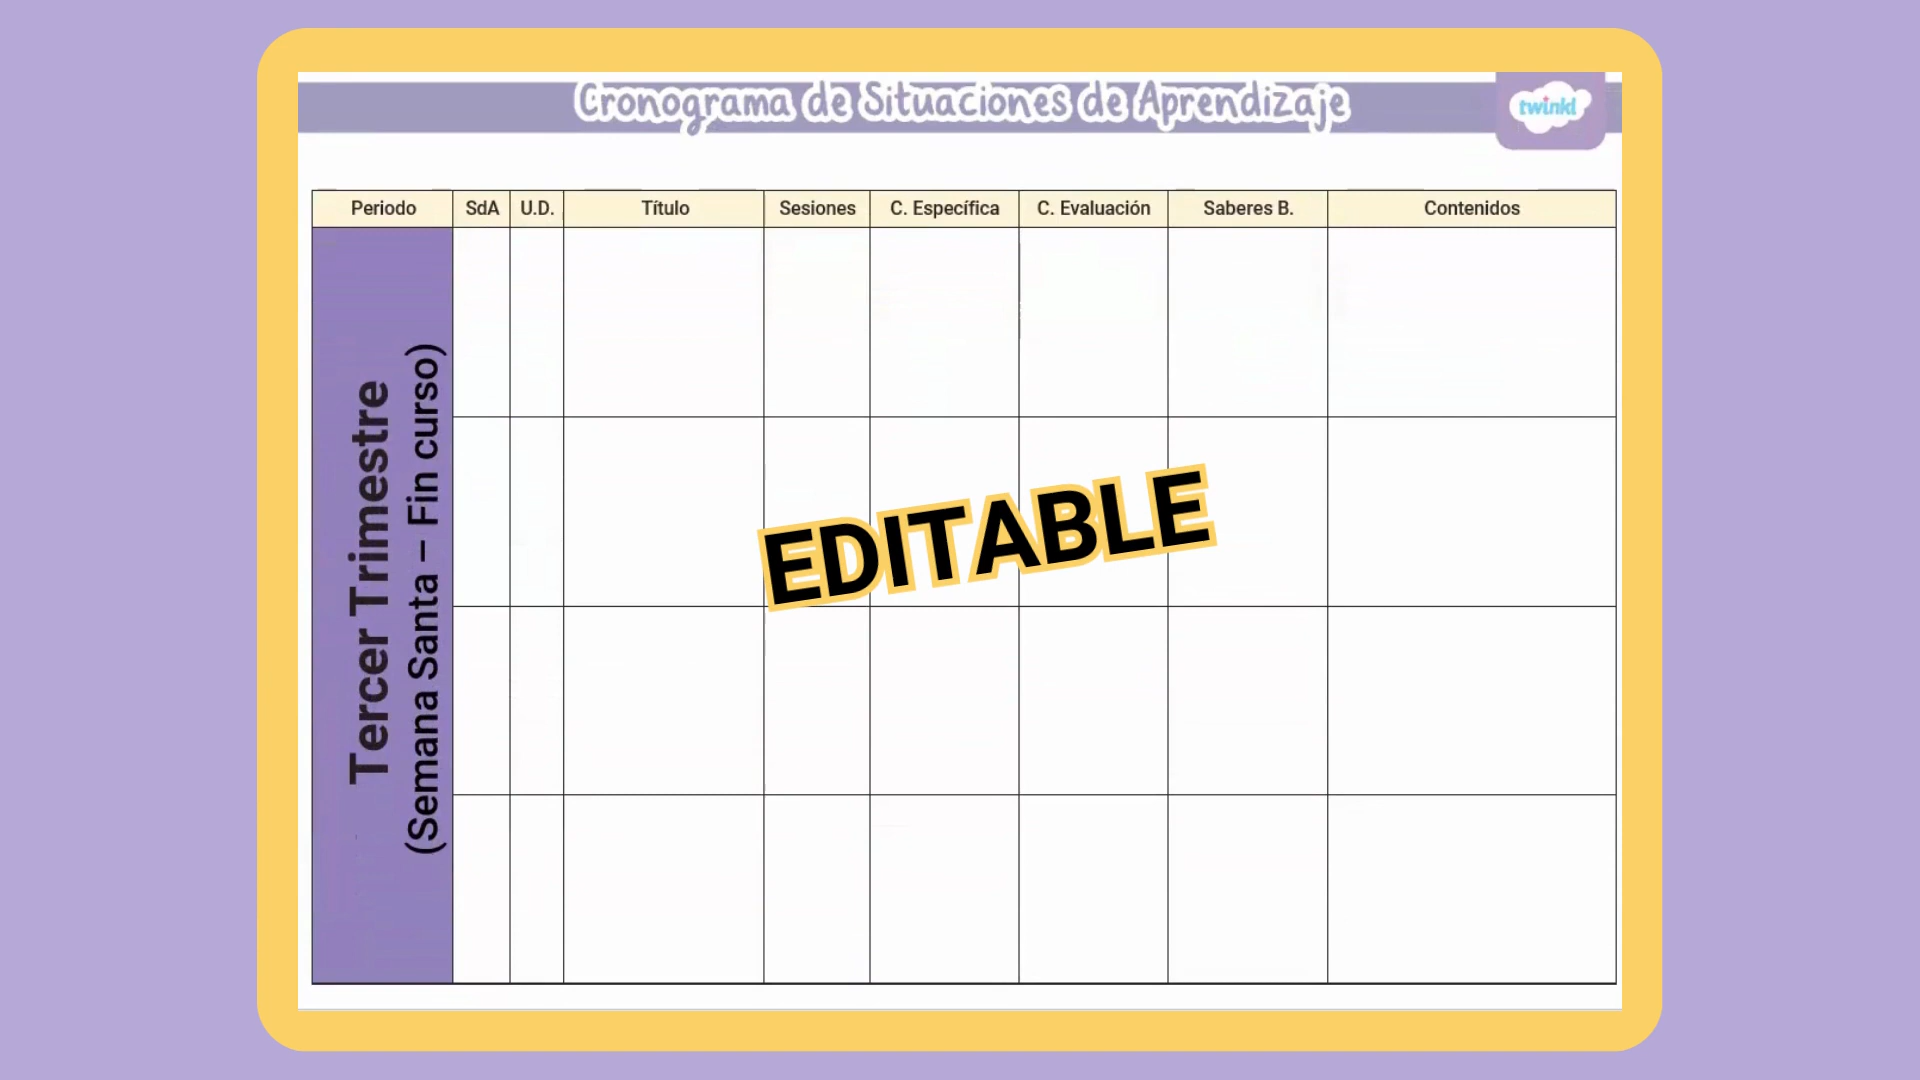 Cronograma de Situaciones de Aprendizaje
twinkl
Periodo SdA U.D. Título Sesiones C. Específica C. Evaluación Saberes B. Contenidos
Tercer Trimestre
(Semana Santa – Fin curso)
EDITABLE